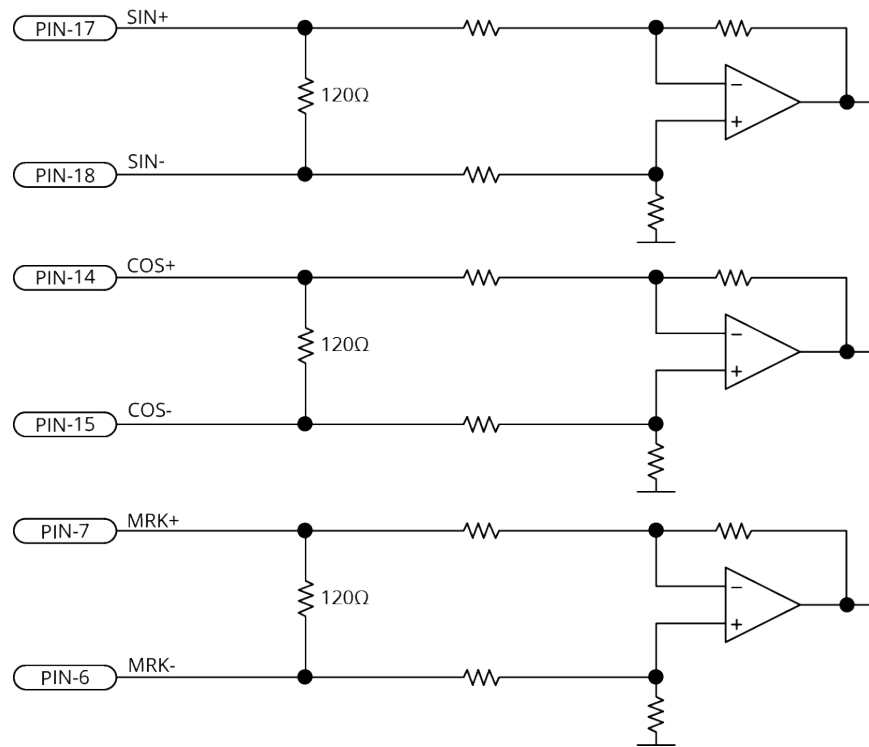 PIN-17
SIN+
120Ω
−
+
PIN-18
SIN-
PIN-14
COS+
120Ω
−
+
PIN-15
COS-
PIN-7
MRK+
120Ω
−
+
PIN-6
MRK-